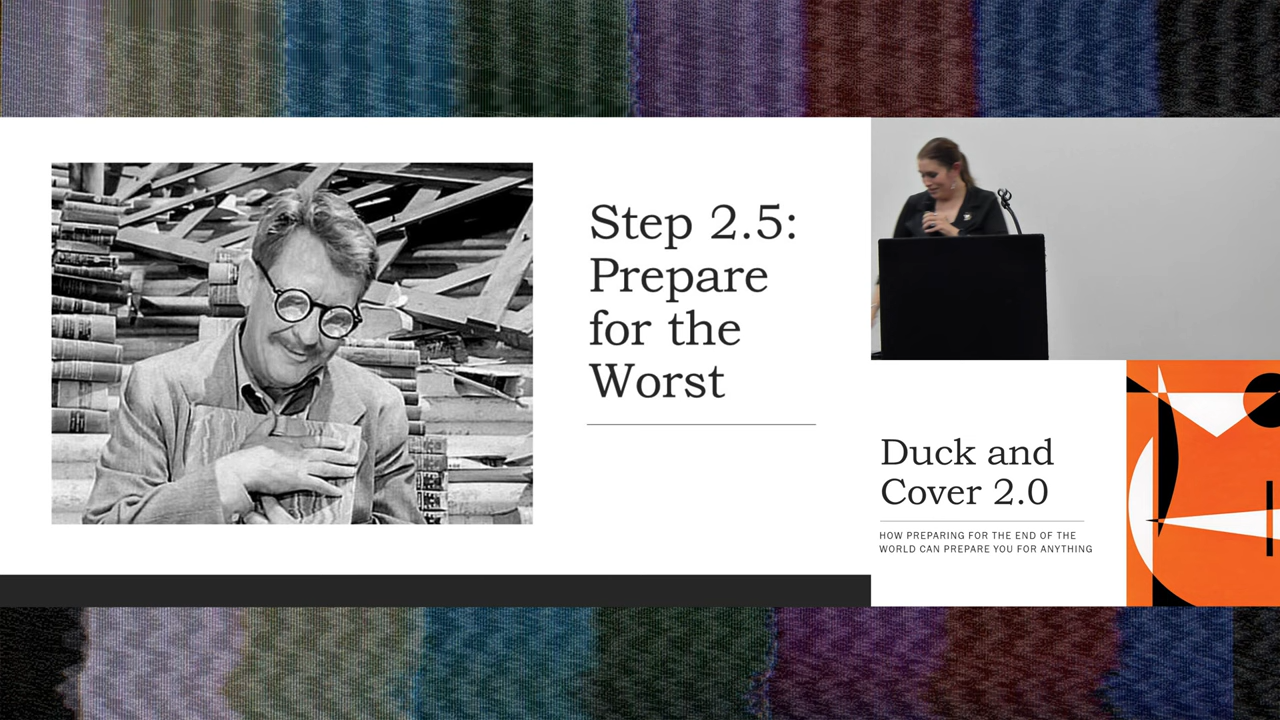 Step 2.5:
Prepare
for the
Worst
Duck and
Cover 2.0
HOW PREPARING FOR THE END OF THE
WORLD CAN PREPARE YOU FOR ANYTHING